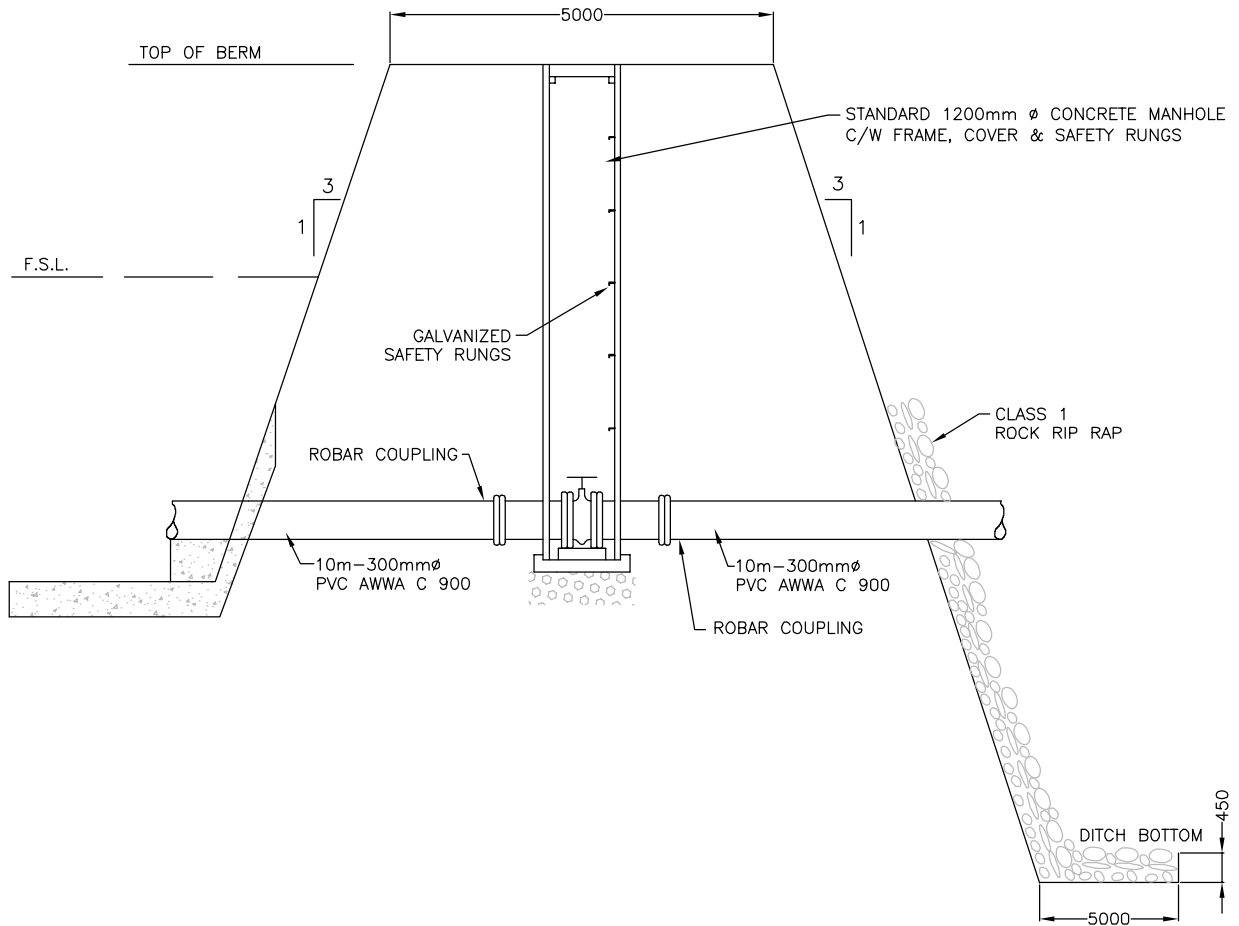 5000
TOP OF BERM
STANDARD 1200mm ø CONCRETE MANHOLE
C/W FRAME, COVER & SAFETY RUNGS
3
1
3
1
F.S.L.
GALVANIZED
SAFETY RUNGS
CLASS 1
ROCK RIP RAP
ROBAR COUPLING
10m-300mmø
PVC AWWA C 900
10m-300mmø
PVC AWWA C 900
ROBAR COUPLING
DITCH BOTTOM
450
5000